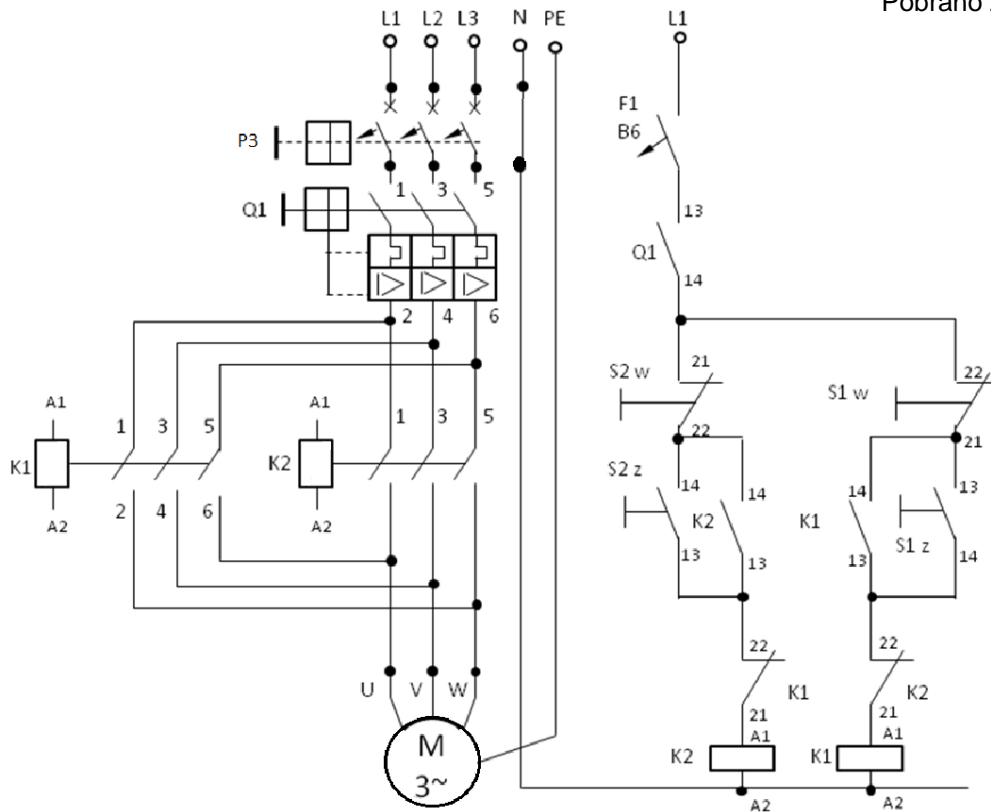 Pobrano
L1 L2 L3 N PE L1
F1
B6
P3
1 3 5
13
Q1
Q1
14
2 4 6
21
22
S2 w
S1 w
A1
A1
1 3 5
1 3 5
22
21
K1
K2
S2 z
14
14
14
13
K2
K1
2 4 6
A2
A2
13
13
13
S1 z
14
22
22
U V W
K1
K2
21
21
M
3~
A1
A1
K2
K1
A2
A2